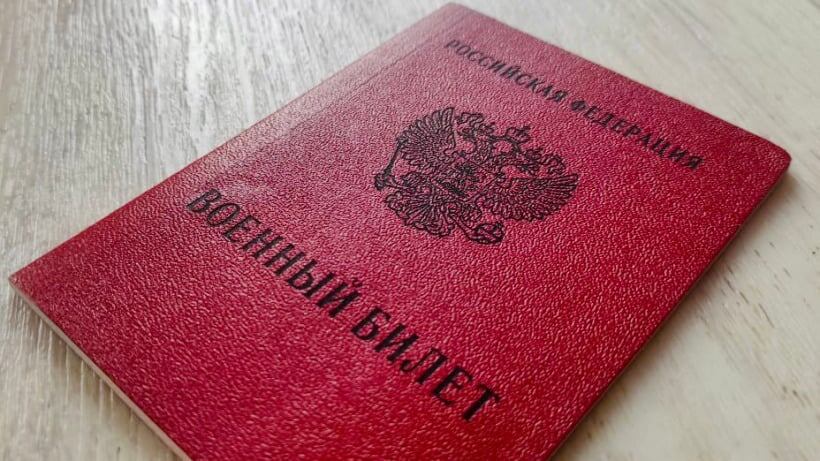 РОССИЙСКАЯ ФЕДЕРАЦИЯ
ВОЕННЫЙ БИЛЕТ